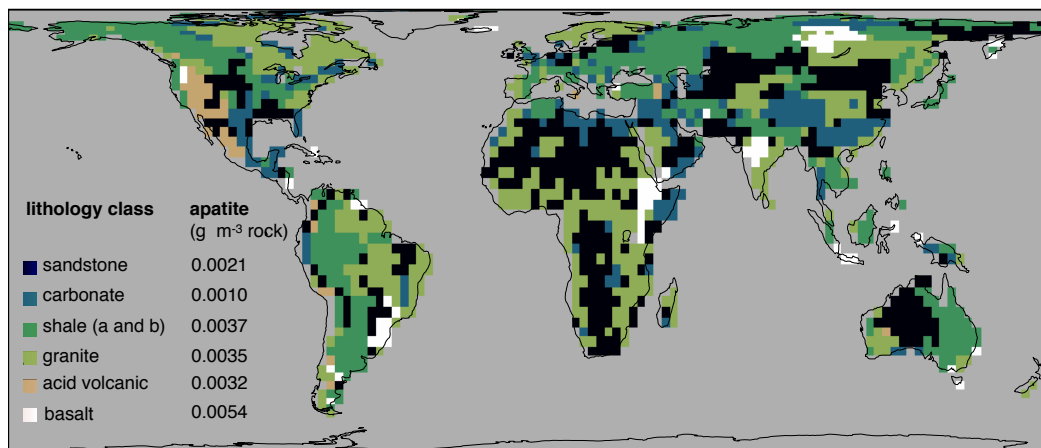 lithology class apatite
(g m⁻³ rock)
sandstone 0.0021
carbonate 0.0010
shale (a and b) 0.0037
granite 0.0035
acid volcanic 0.0032
basalt 0.0054